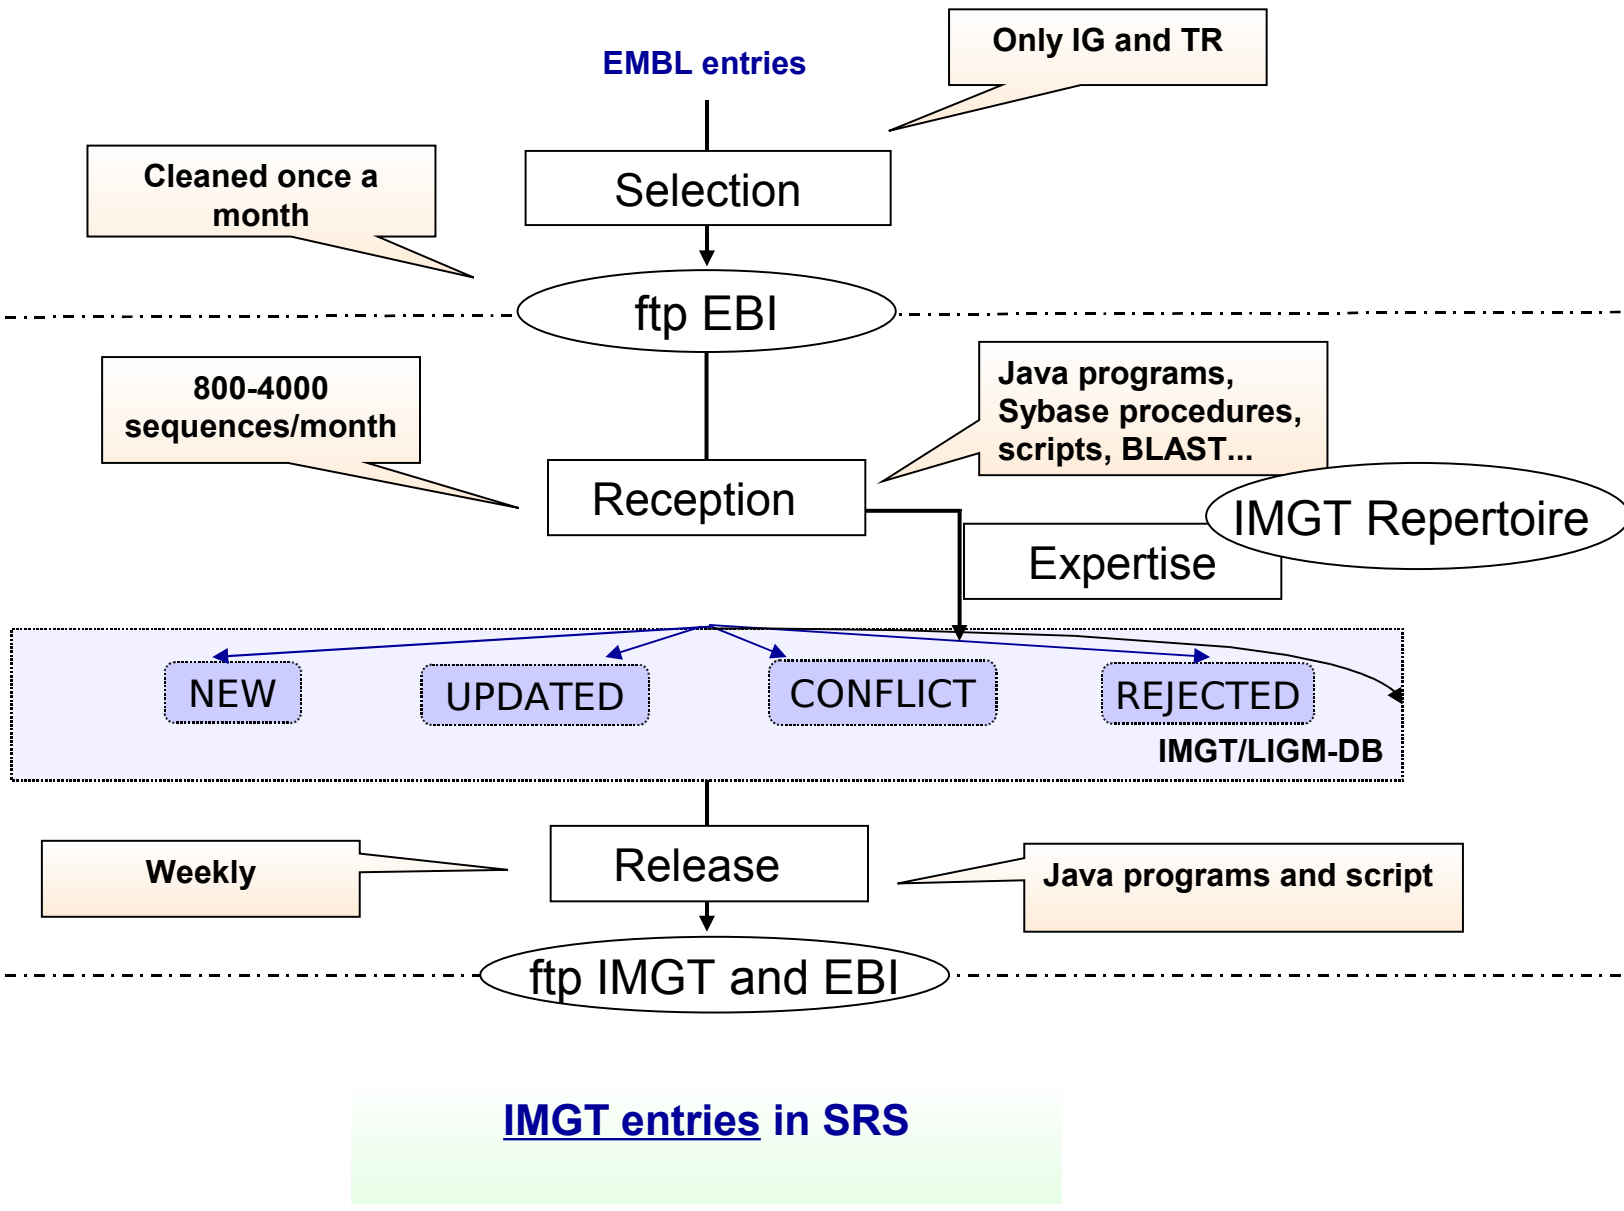 Only IG and TR
EMBL entries
Cleaned once a
month
Selection
ftp EBI
800-4000
sequences/month
Java programs,
Sybase procedures,
scripts, BLAST...
Reception
IMGT Repertoire
Expertise
NEW
UPDATED
CONFLICT
REJECTED
IMGT/LIGM-DB
Weekly
Release
Java programs and script
ftp IMGT and EBI
IMGT entries in SRS